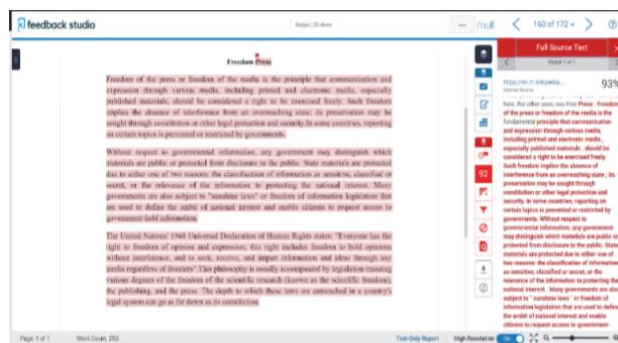 feedback studio
Output_30.docx
/null
160 of 172
Freedom Press
Freedom of the press or freedom of the media is the principle that communication and
expression through various media, including printed and electronic media, especially
published materials, should be considered a right to be exercised freely. Such freedom
implies the absence of interference from an overreaching state; its preservation may be
sought through constitution or other legal protection and security. In some countries, reporting
on certain topics is prevented or restricted by governments.
Without respect to governmental information, any government may distinguish which
materials are public or protected from disclosure to the public. State materials are protected
due to either one of two reasons: the classification of information as sensitive, classified or
secret, or the relevance of the information to protecting the national interest. Many
governments are also subject to "sunshine laws" or freedom of information legislation that
are used to define the ambit of national interest and enable citizens to request access to
government-held information.
The United Nations' 1948 Universal Declaration of Human Rights states: "Everyone has the
right to freedom of opinion and expression; this right includes freedom to hold opinions
without interference, and to seek, receive, and impart information and ideas through any
media regardless of frontiers". This philosophy is usually accompanied by legislation ensuring
various degrees of the freedom of the scientific research (known as the scientific freedom),
the publishing, and the press. The depth to which these laws are entrenched in a country's
legal system can go as far down as its constitution.
Page: 1 of 1
Word Count: 253
Text-Only Report
High Resolution
On
92
Full Source Text
Match 1 of 1
https://en.m.wikipedia...
93%
Internet Source
here. For other uses, see Free Press . Freedom
of the press or freedom of the media is the
fundamental principle that communication
and expression through various media,
including printed and electronic media ,
especially published materials , should be
considered a right to be exercised freely.
Such freedom implies the absence of
interference from an overreaching state ; its
preservation may be sought through
constitution or other legal protection and
security. In some countries, reporting on
certain topics is prevented or restricted by
governments. Without respect to
governmental information, any government
may distinguish which materials are public or
protected from disclosure to the public. State
materials are protected due to either one of
two reasons: the classification of information
as sensitive, classified or secret, or the
relevance of the information to protecting the
national interest . Many governments are also
subject to " sunshine laws " or freedom of
information legislation that are used to define
the ambit of national interest and enable
citizens to request access to government-